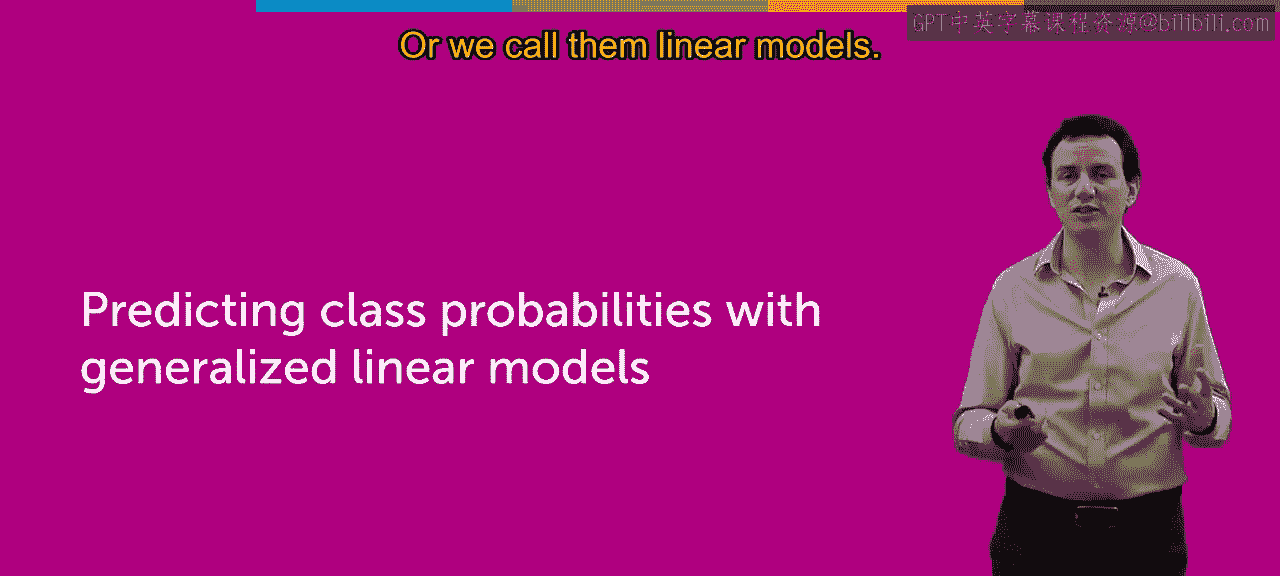 GPT中英字幕课程资源@bilibili.com
Or we call them linear models.
Predicting class probabilities with
generalized linear models